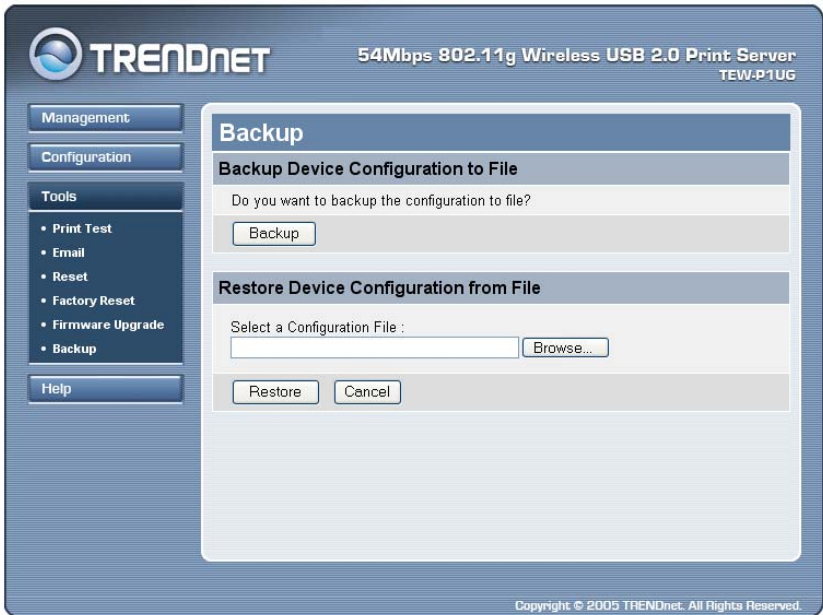 TRENDNET
54Mbps 802.11g Wireless USB 2.0 Print Server
TEW-P1UG
Management
Configuration
Tools
• Print Test
• Email
• Reset
• Factory Reset
• Firmware Upgrade
• Backup
Help
Backup
Backup Device Configuration to File
Do you want to backup the configuration to file?
Backup
Restore Device Configuration from File
Select a Configuration File :
Browse...
Restore Cancel
Copyright © 2005 TRENDnet. All Rights Reserved.